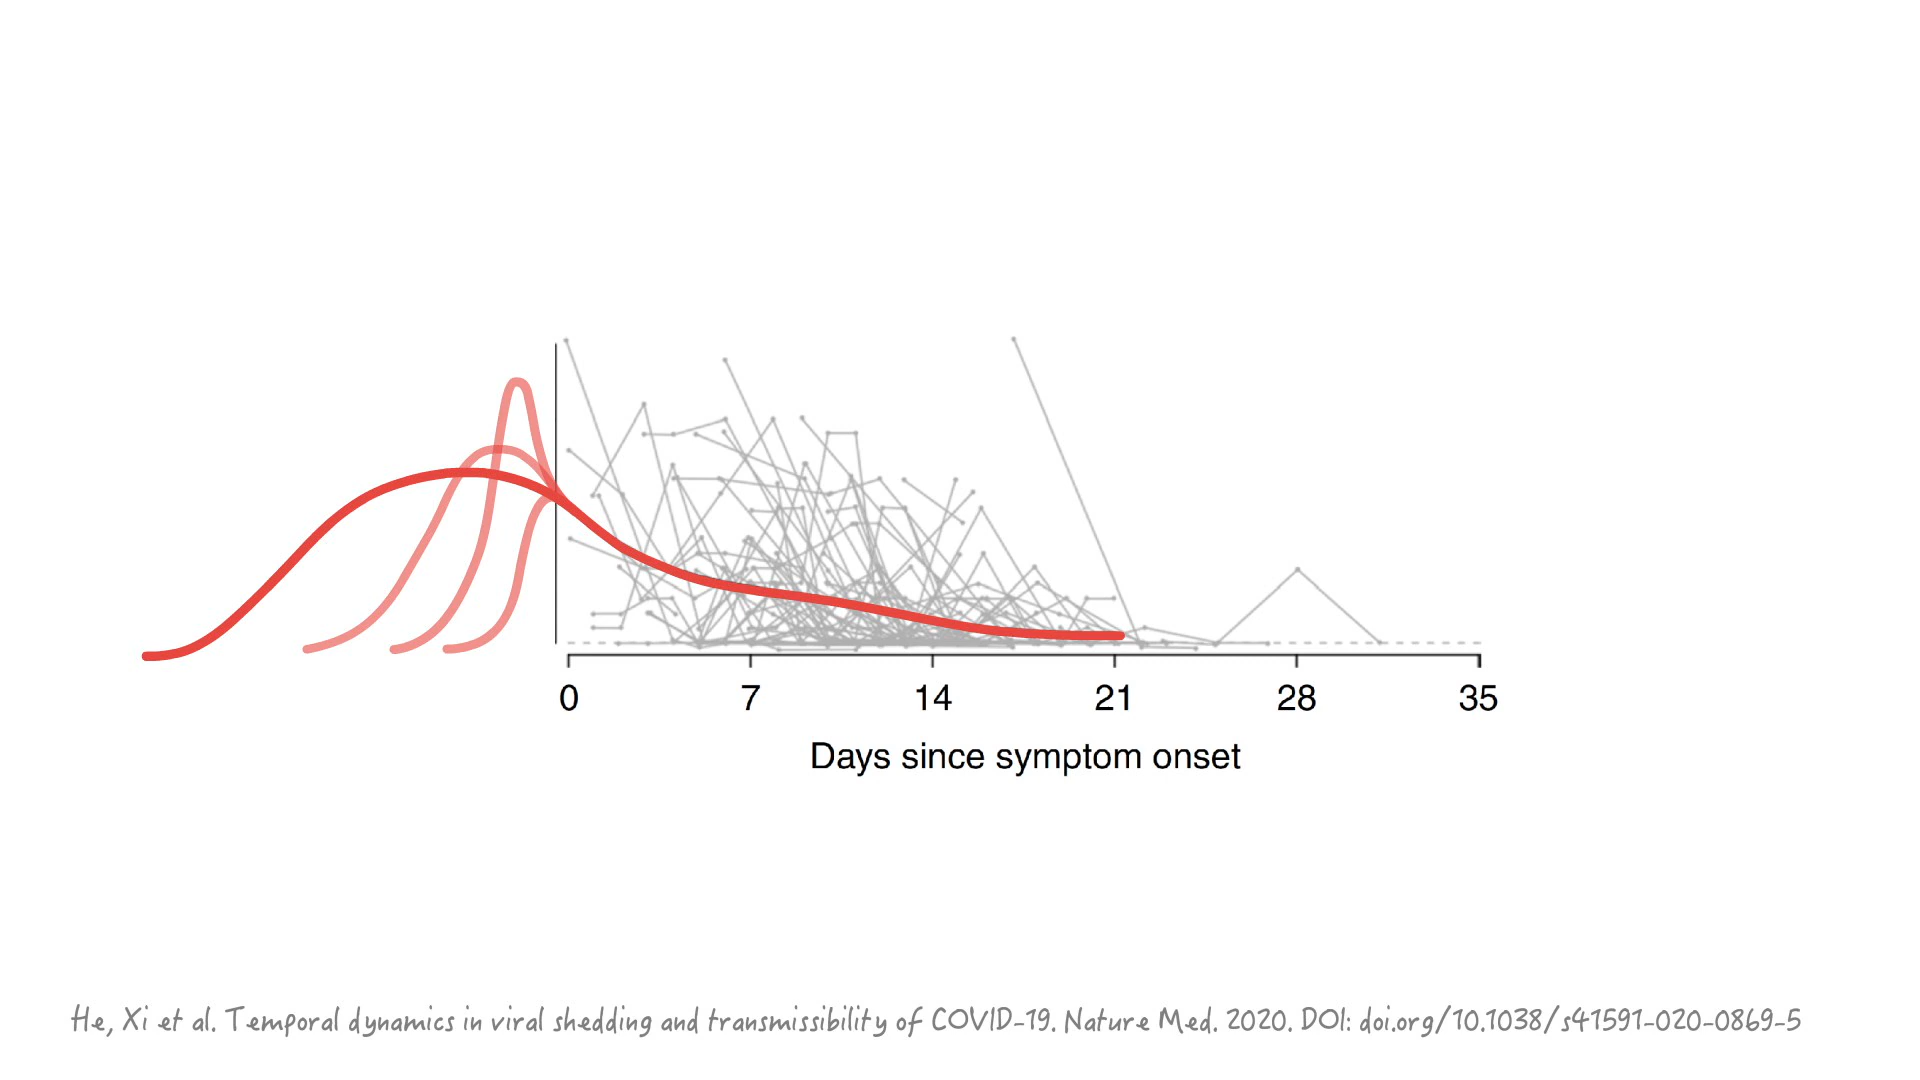 0 7 14 21 28 35
Days since symptom onset
He, Xi et al. Temporal dynamics in viral shedding and transmissibility of COVID-19. Nature Med. 2020. DOI: doi.org/10.1038/s41591-020-0869-5